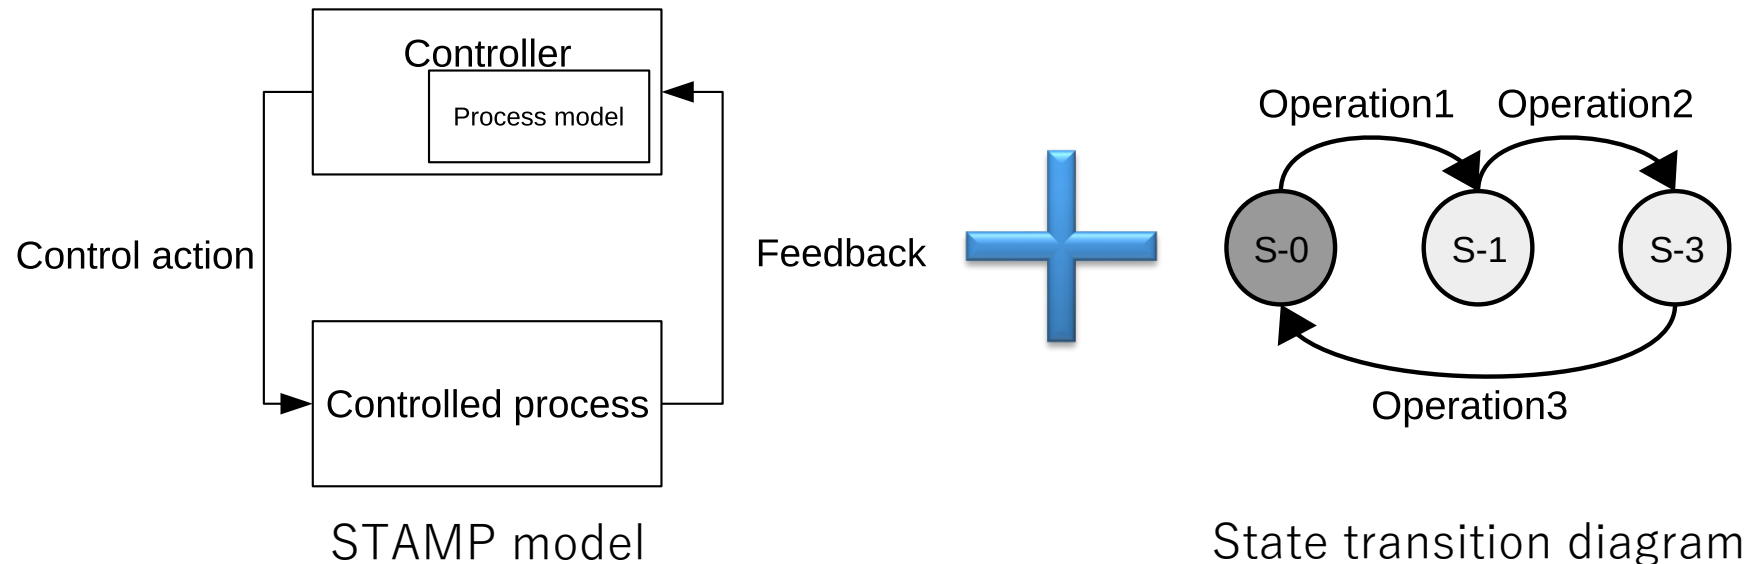 Controller
Process model
Control action
Feedback
Controlled process
STAMP model
Operation1
Operation2
S-0
S-1
S-3
Operation3
State transition diagram